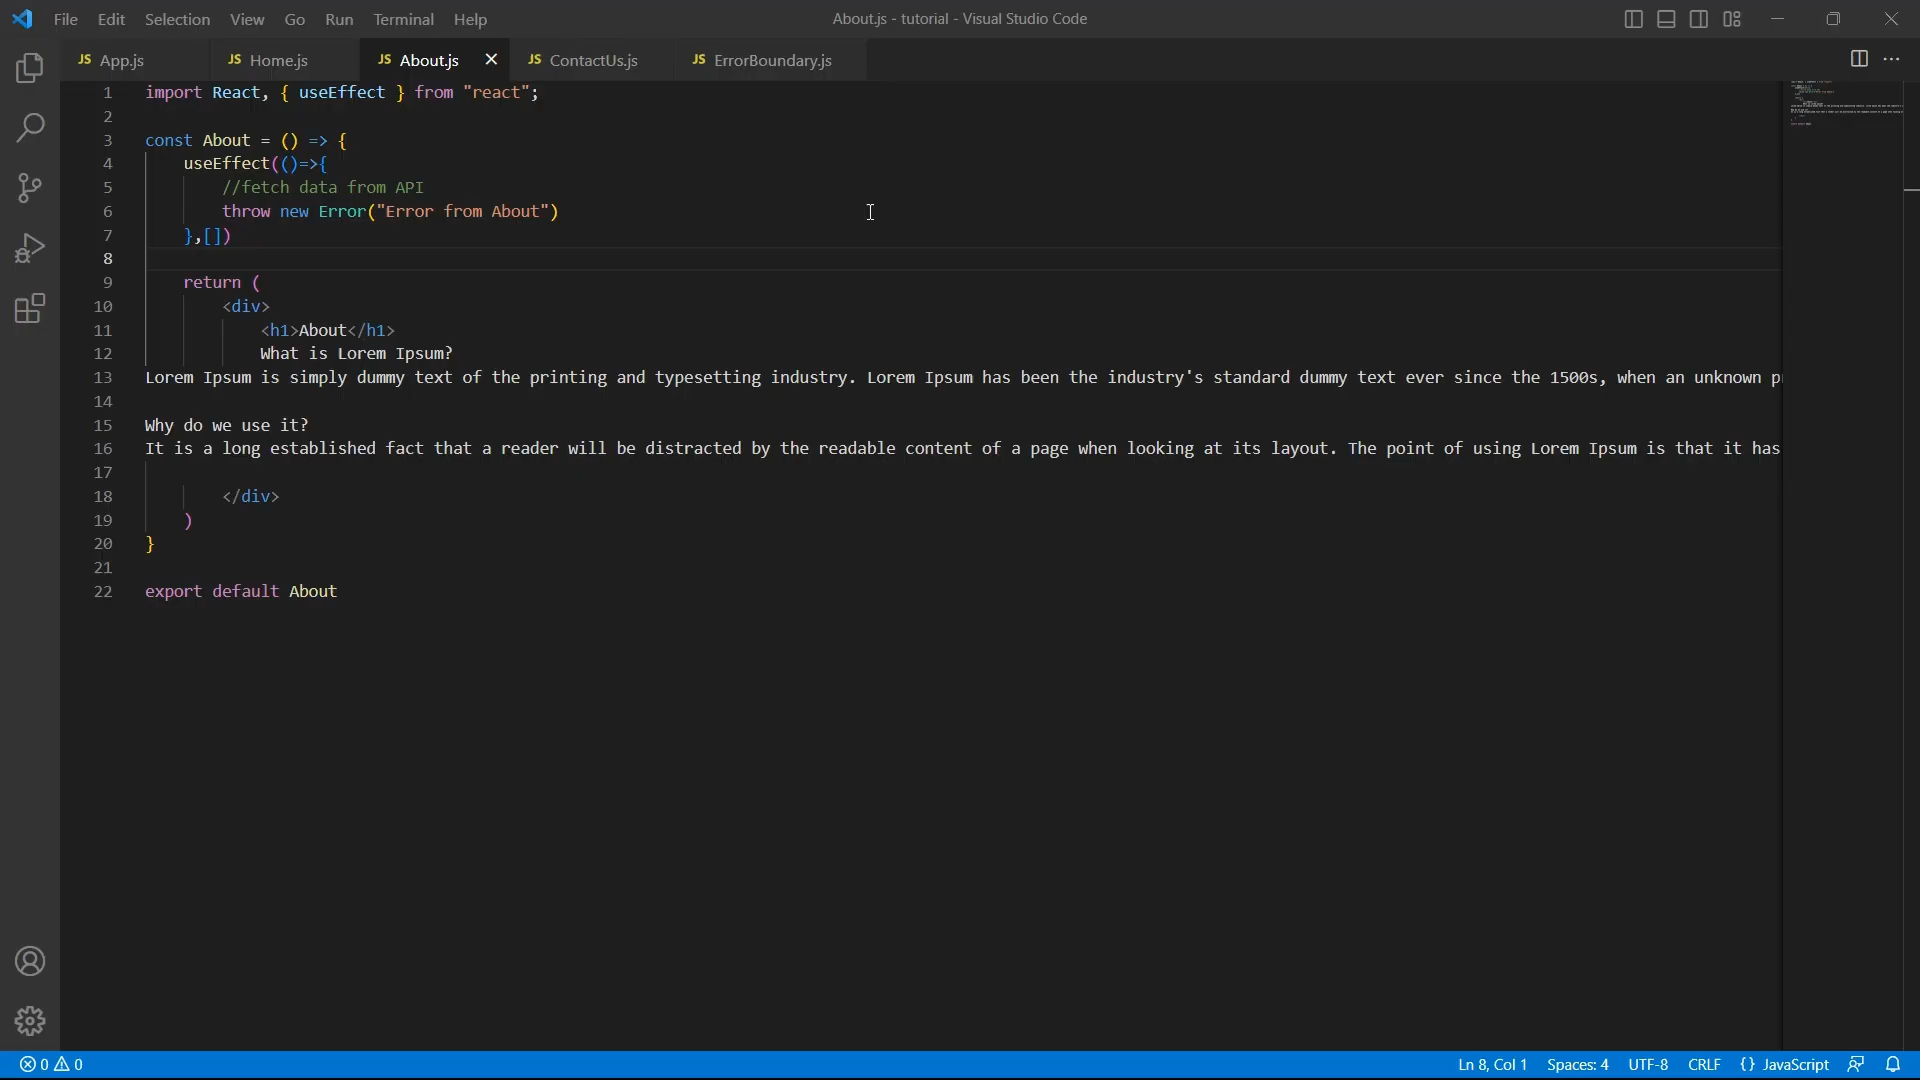 File Edit Selection View Go Run Terminal Help About.js - tutorial - Visual Studio Code
JS App.js JS Home.js JS About.js JS ContactUs.js JS ErrorBoundary.js
1 import React, { useEffect } from "react";
2
3 const About = () => {
4 useEffect(()=>{
5 //fetch data from API
6 throw new Error("Error from About")
7 },[])
8
9 return (
10 <div>
11 <h1>About</h1>
12 What is Lorem Ipsum?
13 Lorem Ipsum is simply dummy text of the printing and typesetting industry. Lorem Ipsum has been the industry's standard dummy text ever since the 1500s, when an unknown p
14
15 Why do we use it?
16 It is a long established fact that a reader will be distracted by the readable content of a page when looking at its layout. The point of using Lorem Ipsum is that it has
17
18 </div>
19 )
20 }
21
22 export default About
0 0 Ln 8, Col 1 Spaces: 4 UTF-8 CRLF {} JavaScript